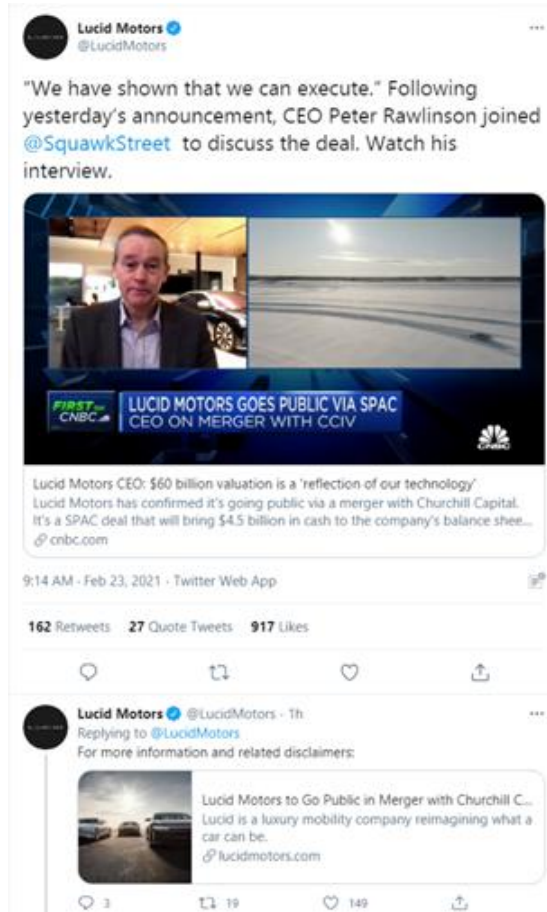 Lucid Motors
@LucidMotors
"We have shown that we can execute." Following
yesterday's announcement, CEO Peter Rawlinson joined
@SquawkStreet to discuss the deal. Watch his
interview.
FIRST ON
CNBC
LUCID MOTORS GOES PUBLIC VIA SPAC
CEO ON MERGER WITH CCIV
CNBC
Lucid Motors CEO: $60 billion valuation is a 'reflection of our technology'
Lucid Motors has confirmed it's going public via a merger with Churchill Capital.
It's a SPAC deal that will bring $4.5 billion in cash to the company's balance shee...
cnbc.com
9:14 AM · Feb 23, 2021 · Twitter Web App
162 Retweets 27 Quote Tweets 917 Likes
Lucid Motors @LucidMotors · 1h
Replying to @LucidMotors
For more information and related disclaimers:
Lucid Motors to Go Public in Merger with Churchill C...
Lucid is a luxury mobility company reimagining what a
car can be.
lucidmotors.com
3 19 149